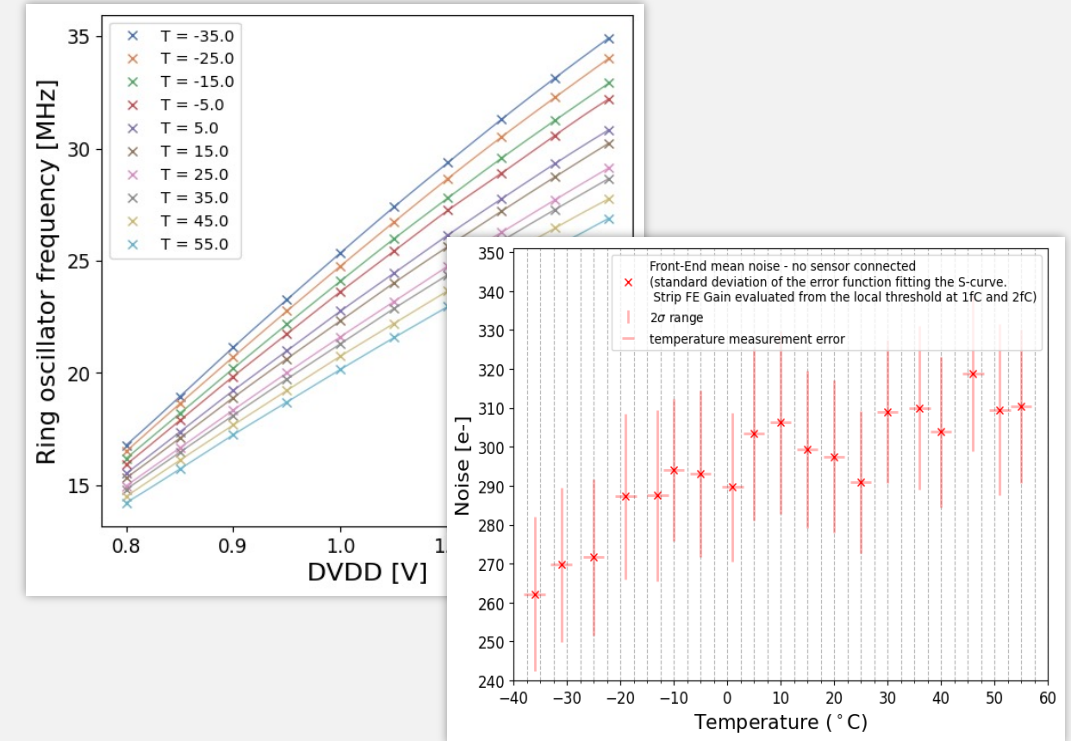 35
30
25
20
15
Ring oscillator frequency [MHz]
T = -35.0
T = -25.0
T = -15.0
T = -5.0
T = 5.0
T = 15.0
T = 25.0
T = 35.0
T = 45.0
T = 55.0
0.8 0.9 1.0
DVDD [V]
350
340
330
320
310
300
290
280
270
260
250
240
Noise [e-]
Front-End mean noise - no sensor connected
(standard deviation of the error function fitting the S-curve.
Strip FE Gain evaluated from the local threshold at 1fC and 2fC)
2σ range
temperature measurement error
−40 −30 −20 −10 0 10 20 30 40 50 60
Temperature (°C)